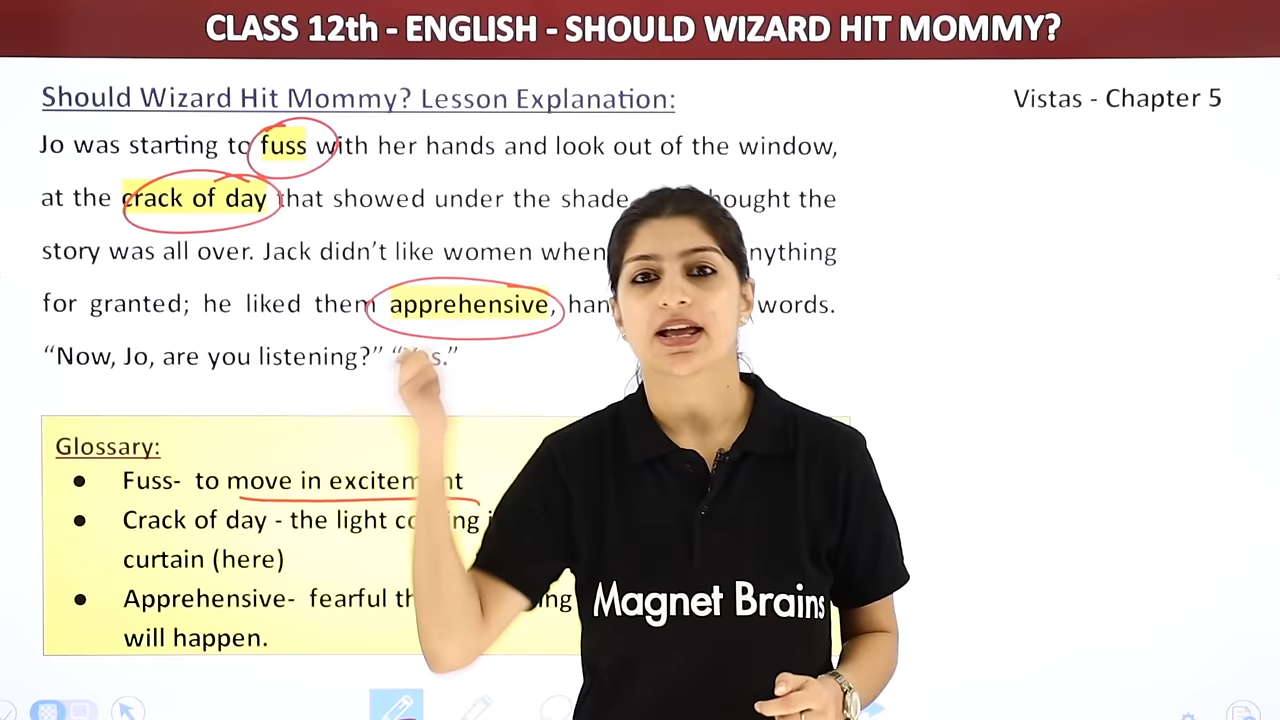 CLASS 12th - ENGLISH - SHOULD WIZARD HIT MOMMY?
Should Wizard Hit Mommy? Lesson Explanation:
Vistas - Chapter 5
Jo was starting to fuss with her hands and look out of the window,
at the crack of day that showed under the shade the
story was all over. Jack didn’t like women when
for granted; he liked them apprehensive, words.
“Now, Jo, are you listening?” “Yes.”
Glossary:
● Fuss- to move in excitement
● Crack of day - the light
curtain (here)
● Apprehensive- fearful
will happen.
Magnet Brains